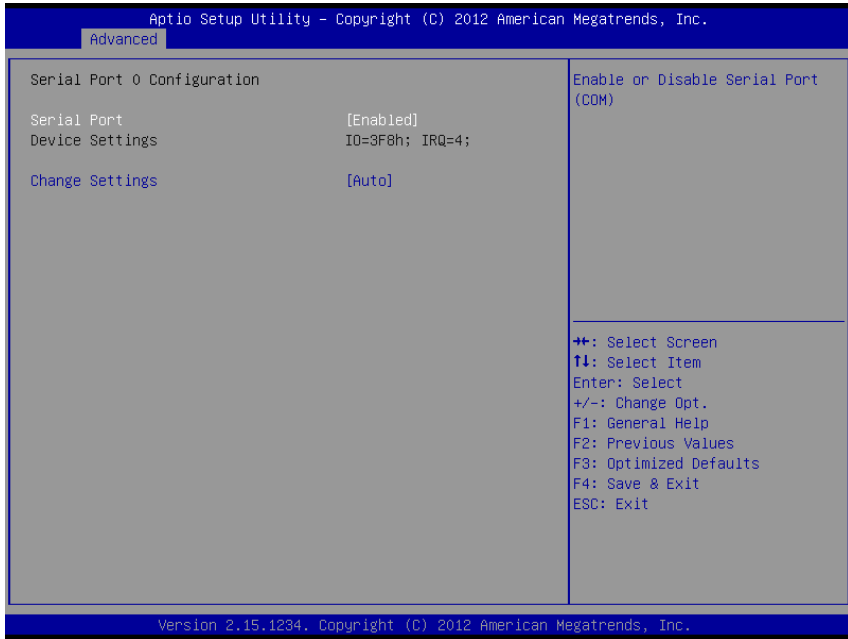 Aptio Setup Utility – Copyright (C) 2012 American Megatrends, Inc.
Advanced
Serial Port 0 Configuration
Serial Port [Enabled]
Device Settings IO=3F8h; IRQ=4;
Change Settings [Auto]
Enable or Disable Serial Port
(COM)
→←: Select Screen
↑↓: Select Item
Enter: Select
+/-: Change Opt.
F1: General Help
F2: Previous Values
F3: Optimized Defaults
F4: Save & Exit
ESC: Exit
Version 2.15.1234. Copyright (C) 2012 American Megatrends, Inc.